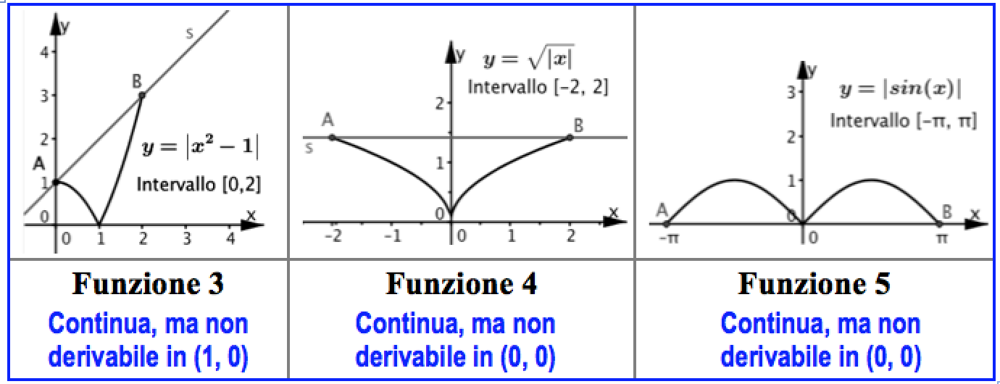 y
s
4
B
3
2
y = |x² − 1|
A
1
Intervallo [0,2]
0
x
0 1 2 3 4
y
y = √|x|
Intervallo [-2, 2]
2
A
B
s
1
0
x
-2 -1 0 1 2
y
3
y = |sin(x)|
Intervallo [-π, π]
2
1
A
0
B
x
-π 0 π
Funzione 3
Continua, ma non
derivabile in (1, 0)
Funzione 4
Continua, ma non
derivabile in (0, 0)
Funzione 5
Continua, ma non
derivabile in (0, 0)